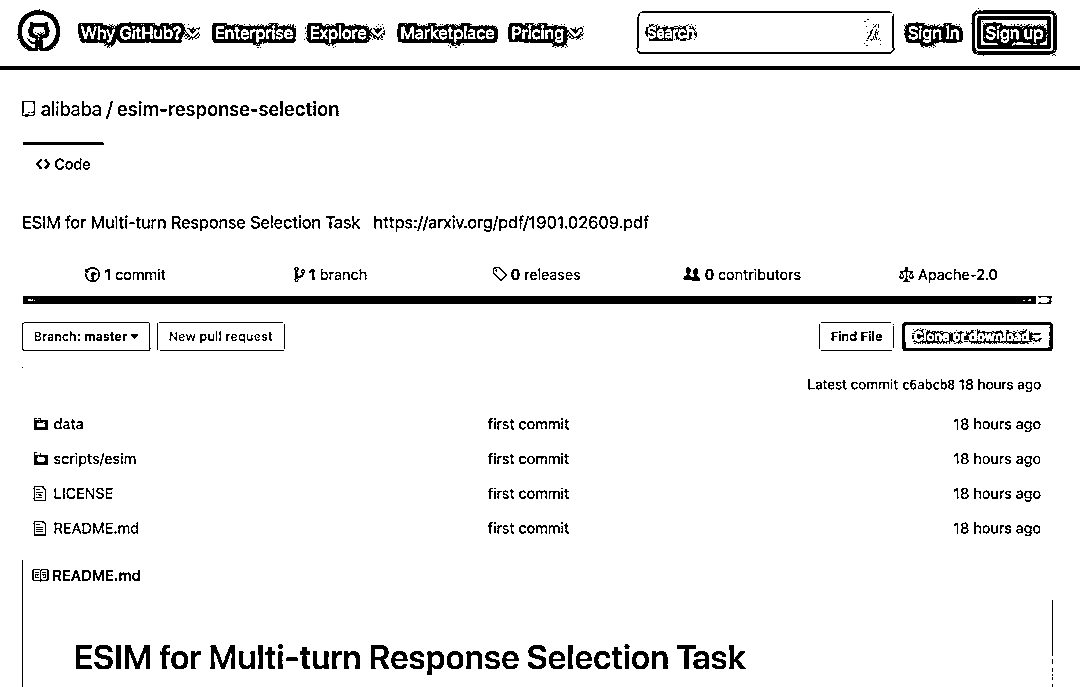 Why GitHub? Enterprise Explore Marketplace Pricing Search Sign in Sign up
alibaba / esim-response-selection
<> Code
ESIM for Multi-turn Response Selection Task https://arxiv.org/pdf/1901.02609.pdf
1 commit 1 branch 0 releases 0 contributors Apache-2.0
Branch: master New pull request Find File Clone or download
Latest commit c6abcb8 18 hours ago
data first commit 18 hours ago
scripts/esim first commit 18 hours ago
LICENSE first commit 18 hours ago
README.md first commit 18 hours ago
README.md
ESIM for Multi-turn Response Selection Task